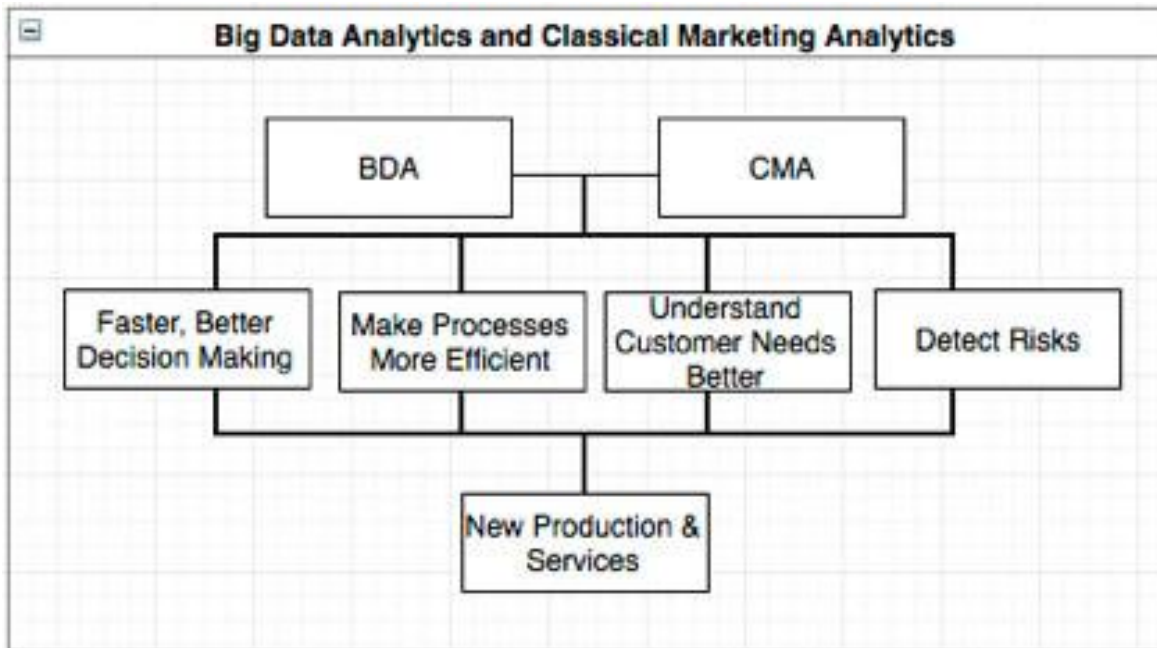 Big Data Analytics and Classical Marketing Analytics
BDA
CMA
Faster, Better
Decision Making
Make Processes
More Efficient
Understand
Customer Needs
Better
Detect Risks
New Production &
Services